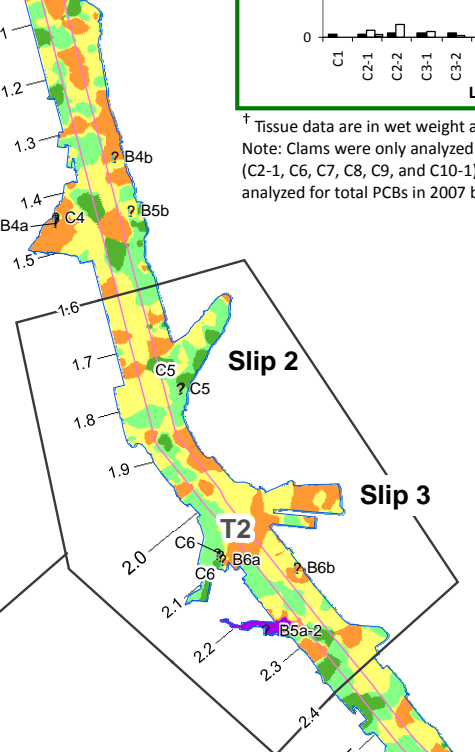 0
C1
C2-1
C2-2
C3-1
C3-2
L
† Tissue data are in wet weight a
Note: Clams were only analyzed
(C2-1, C6, C7, C8, C9, and C10-1)
analyzed for total PCBs in 2007 b
1
1.2
1.3
? B4b
1.4
? C4
B4a
? B5b
1.5
1.6
1.7
Slip 2
C5
? C5
1.8
1.9
Slip 3
T2
2.0
C6
? B6a
? B6b
C6
2.1
2.2
? B5a-2
2.3
2.4